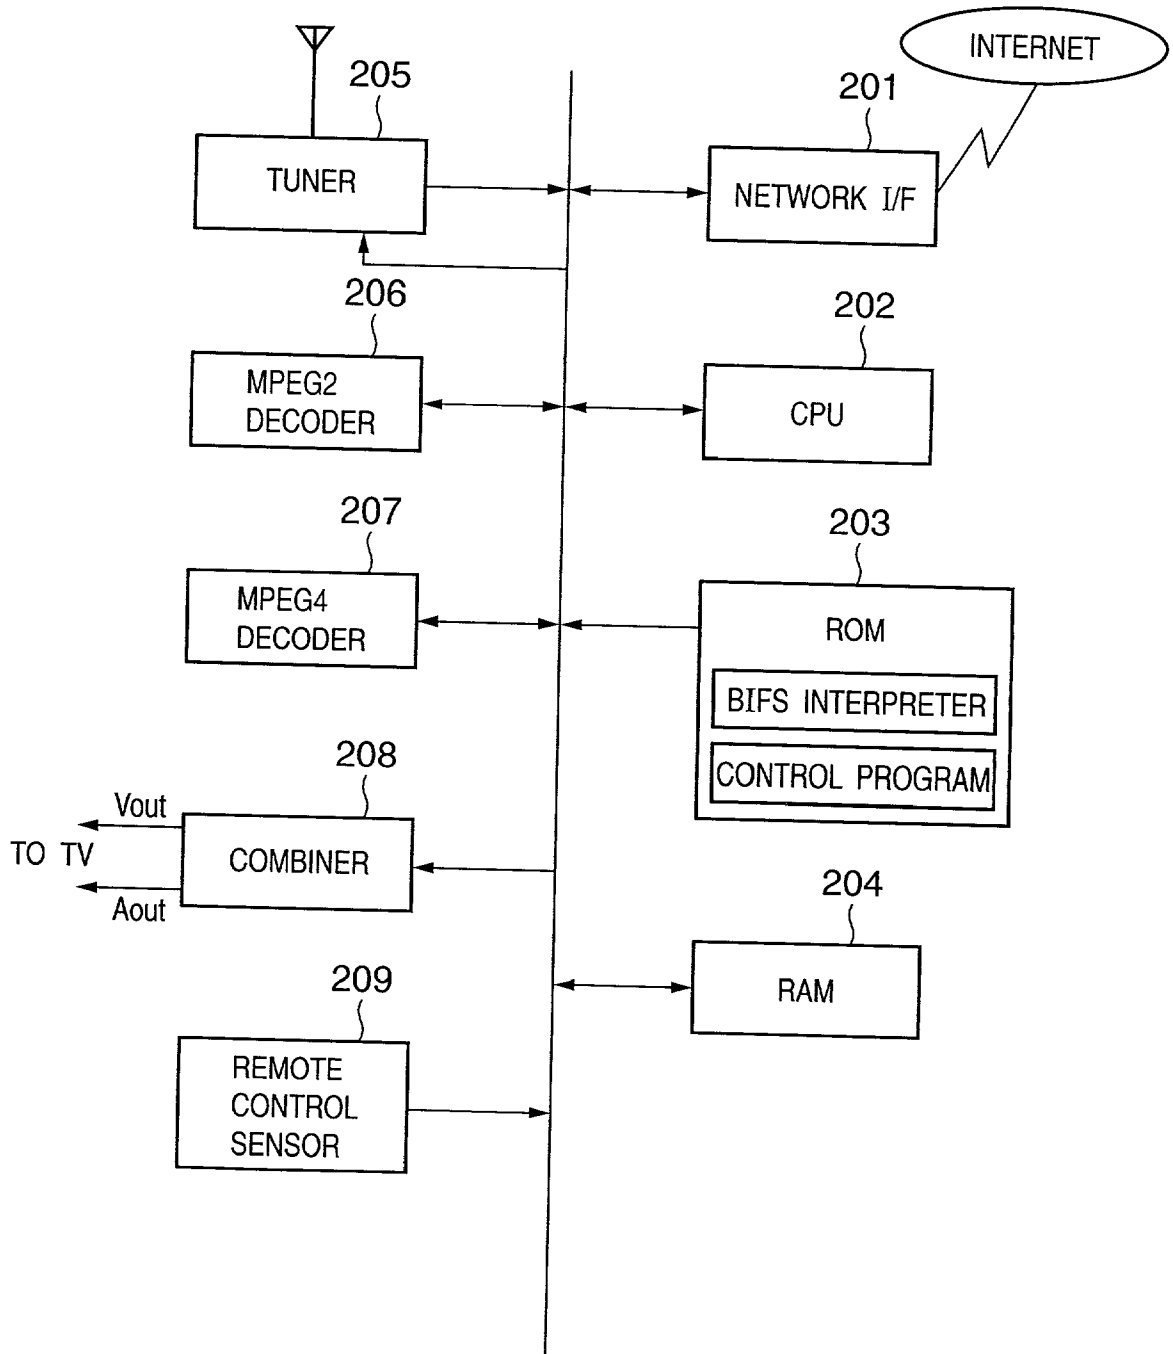 INTERNET
205
201
TUNER
NETWORK I/F
206
202
MPEG2
DECODER
CPU
207
203
MPEG4
DECODER
ROM
BIFS INTERPRETER
CONTROL PROGRAM
208
Vout
TO TV
Aout
COMBINER
204
RAM
209
REMOTE
CONTROL
SENSOR